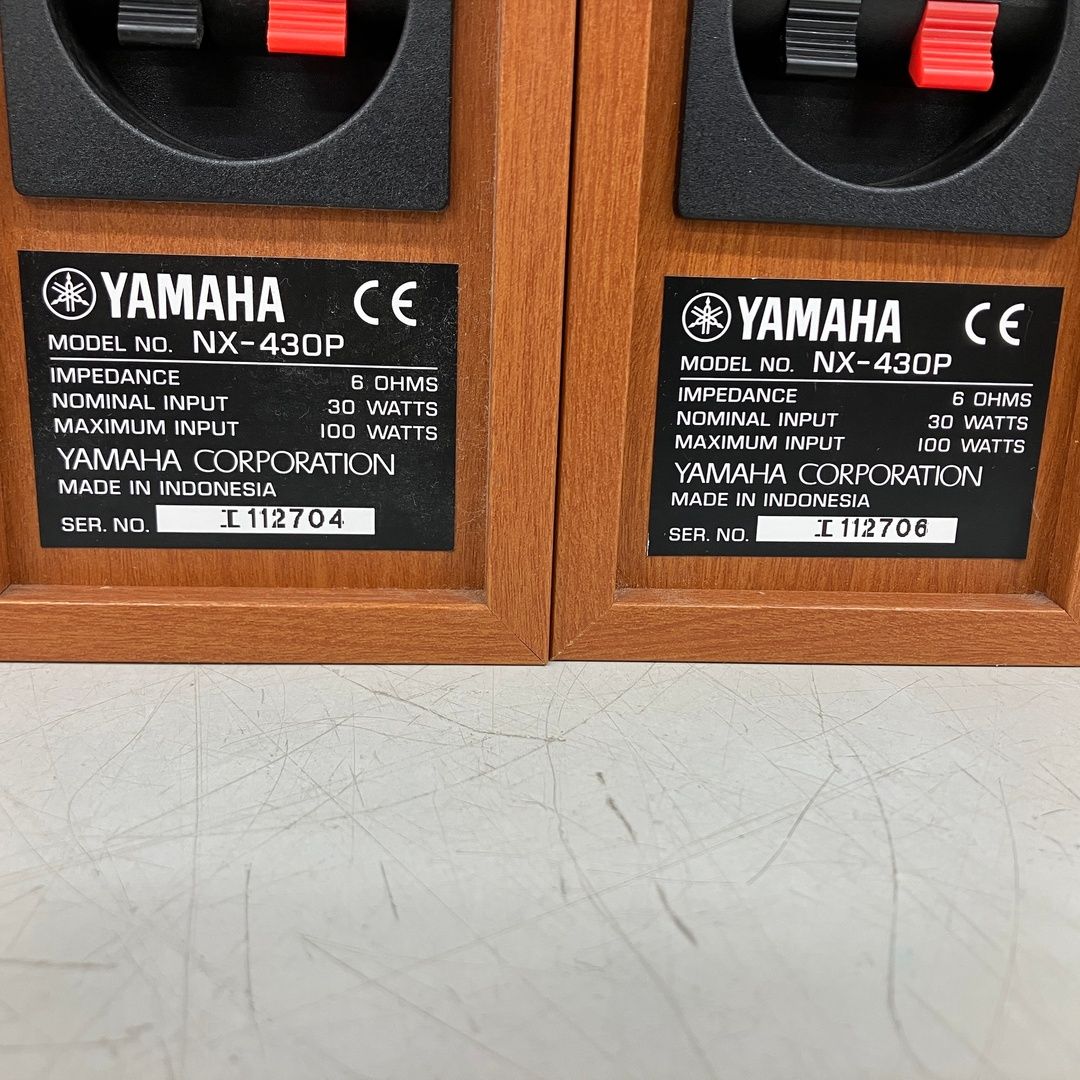 YAMAHA CE
MODEL NO. NX-430P
IMPEDANCE 6 OHMS
NOMINAL INPUT 30 WATTS
MAXIMUM INPUT 100 WATTS
YAMAHA CORPORATION
MADE IN INDONESIA
SER. NO. I112704
YAMAHA CE
MODEL NO. NX-430P
IMPEDANCE 6 OHMS
NOMINAL INPUT 30 WATTS
MAXIMUM INPUT 100 WATTS
YAMAHA CORPORATION
MADE IN INDONESIA
SER. NO. I112706